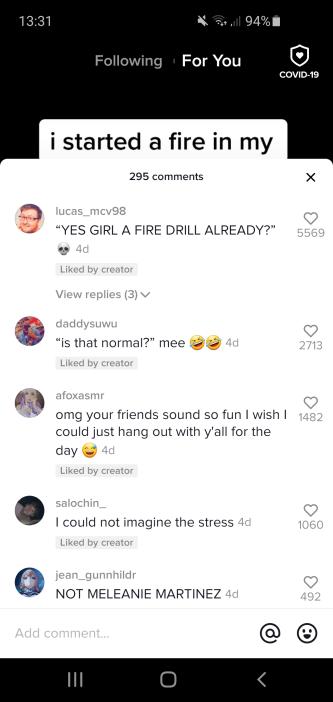 13:31
94%
Following
For You
COVID-19
i started a fire in my
295 comments
lucas_mcv98
“YES GIRL A FIRE DRILL ALREADY?”
💀 4d
5569
Liked by creator
View replies (3)
daddysuwu
“is that normal?” mee 🤣🤣 4d
2713
Liked by creator
afoxasmr
omg your friends sound so fun I wish I
could just hang out with y'all for the
day 😅 4d
1482
Liked by creator
salochin_
I could not imagine the stress 4d
1060
Liked by creator
jean_gunnhildr
NOT MELEANIE MARTINEZ 4d
492
Add comment...